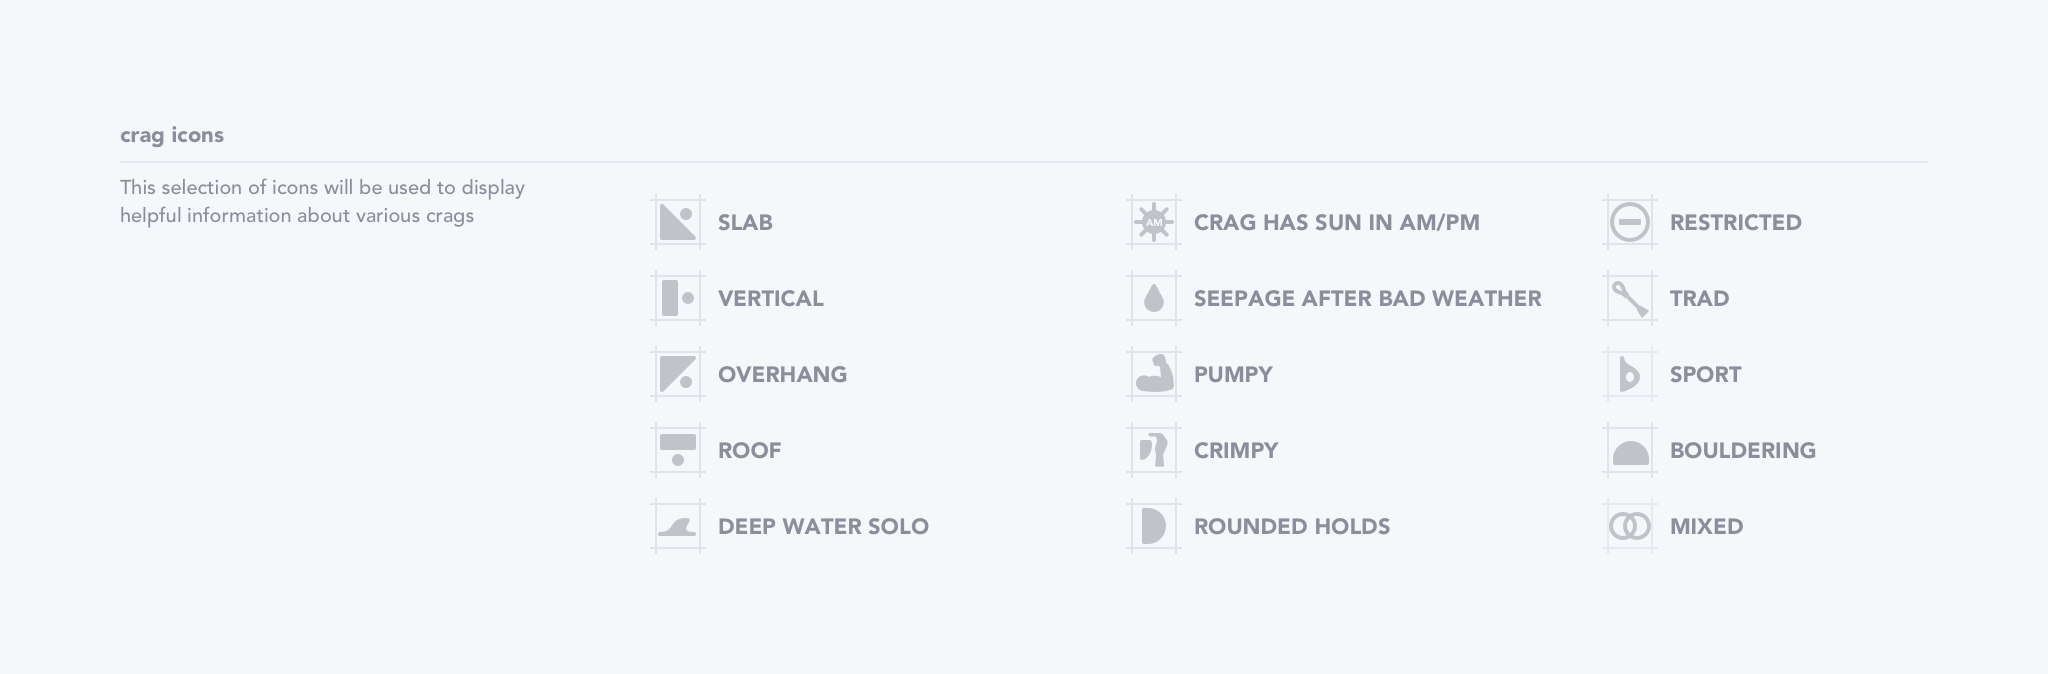 crag icons
This selection of icons will be used to display
helpful information about various crags
SLAB
VERTICAL
OVERHANG
ROOF
DEEP WATER SOLO
AM
CRAG HAS SUN IN AM/PM
SEEPAGE AFTER BAD WEATHER
PUMPY
CRIMPY
ROUNDED HOLDS
RESTRICTED
TRAD
SPORT
BOULDERING
MIXED